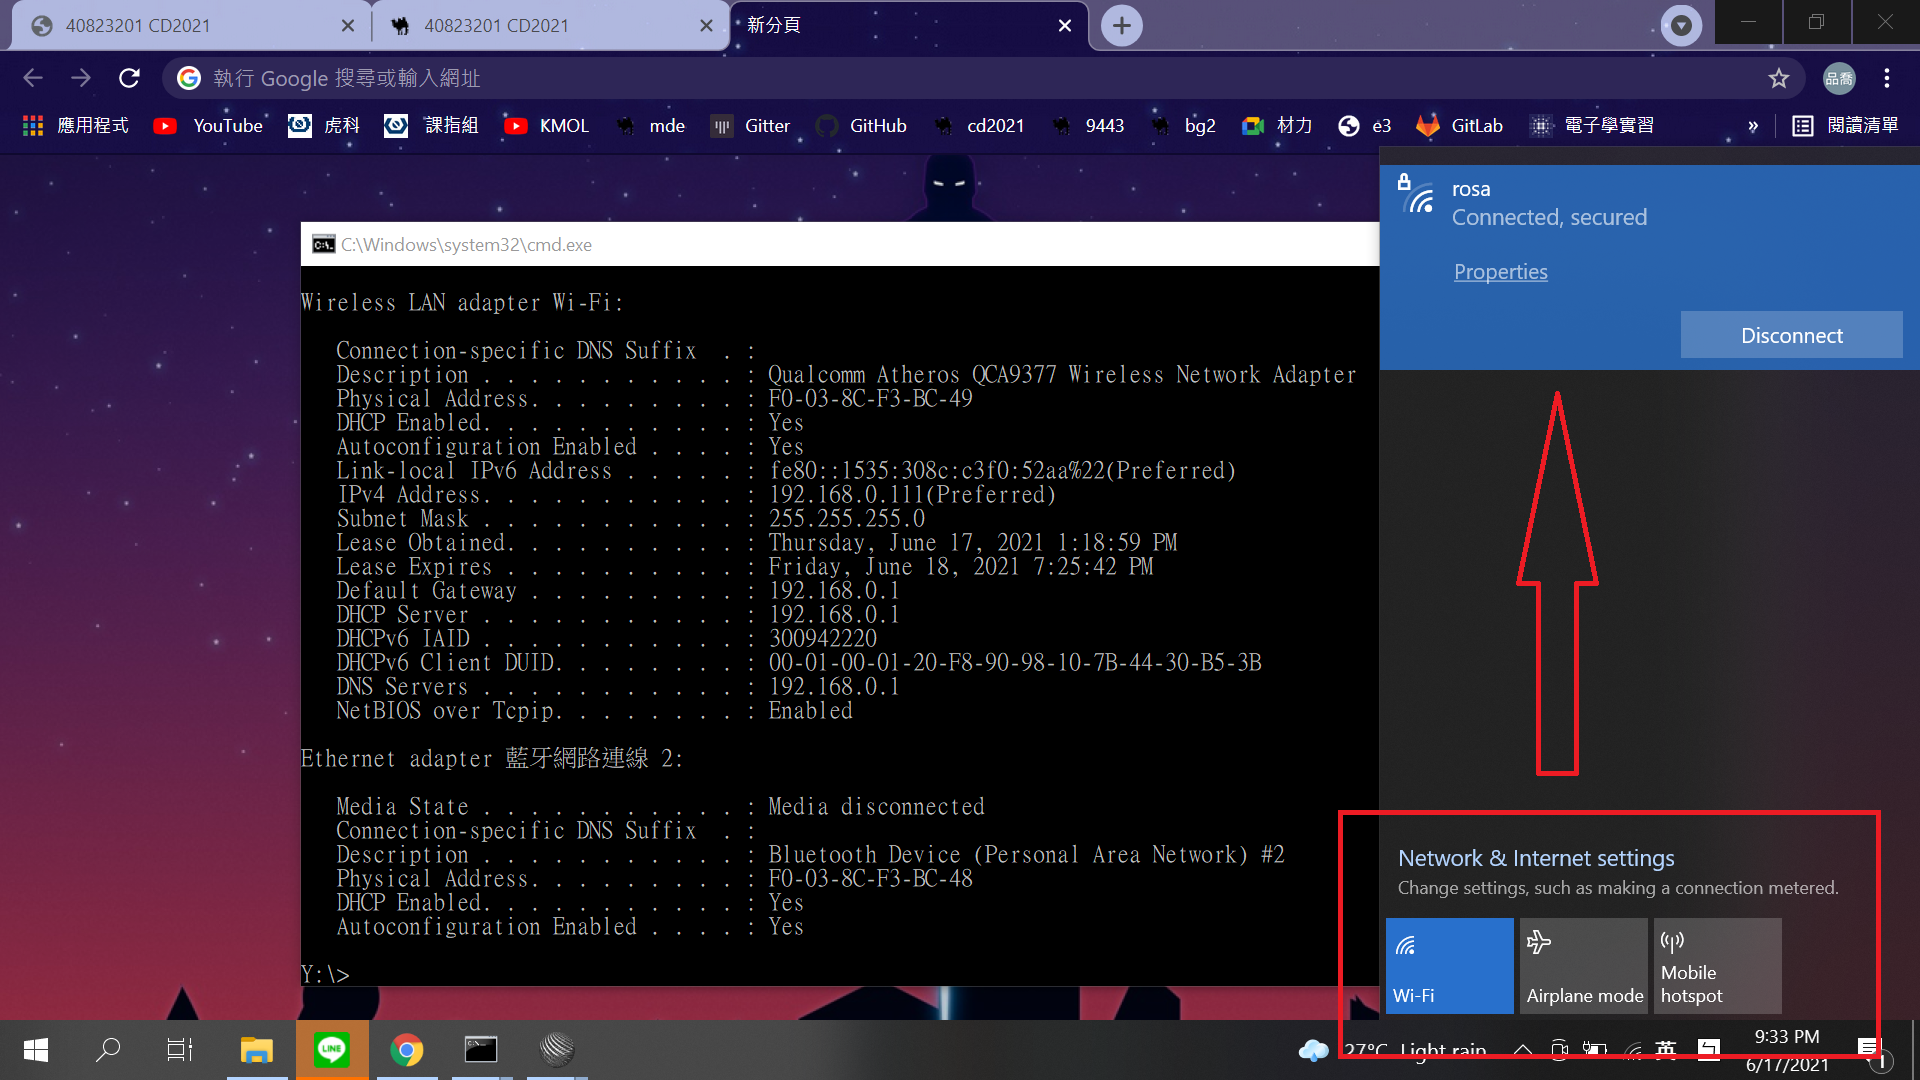 40823201 CD2021
40823201 CD2021
新分頁
執行 Google 搜尋或輸入網址
品喬
應用程式
YouTube
虎科
課指組
KMOL
mde
Gitter
GitHub
cd2021
9443
bg2
材力
e3
GitLab
電子學實習
»
閱讀清單
C:\Windows\system32\cmd.exe
Wireless LAN adapter Wi-Fi:
Connection-specific DNS Suffix . :
Description . . . . . . . . . . . : Qualcomm Atheros QCA9377 Wireless Network Adapter
Physical Address. . . . . . . . . : F0-03-8C-F3-BC-49
DHCP Enabled. . . . . . . . . . . : Yes
Autoconfiguration Enabled . . . . : Yes
Link-local IPv6 Address . . . . . : fe80::1535:308c:c3f0:52aa%22(Preferred)
IPv4 Address. . . . . . . . . . . : 192.168.0.111(Preferred)
Subnet Mask . . . . . . . . . . . : 255.255.255.0
Lease Obtained. . . . . . . . . . : Thursday, June 17, 2021 1:18:59 PM
Lease Expires . . . . . . . . . . : Friday, June 18, 2021 7:25:42 PM
Default Gateway . . . . . . . . . : 192.168.0.1
DHCP Server . . . . . . . . . . . : 192.168.0.1
DHCPv6 IAID . . . . . . . . . . . : 300942220
DHCPv6 Client DUID. . . . . . . . : 00-01-00-01-20-F8-90-98-10-7B-44-30-B5-3B
DNS Servers . . . . . . . . . . . : 192.168.0.1
NetBIOS over Tcpip. . . . . . . . : Enabled
Ethernet adapter 藍牙網路連線 2:
Media State . . . . . . . . . . . : Media disconnected
Connection-specific DNS Suffix . :
Description . . . . . . . . . . . : Bluetooth Device (Personal Area Network) #2
Physical Address. . . . . . . . . : F0-03-8C-F3-BC-48
DHCP Enabled. . . . . . . . . . . : Yes
Autoconfiguration Enabled . . . . : Yes
Y:\>
rosa
Connected, secured
Properties
Disconnect
Network & Internet settings
Change settings, such as making a connection metered.
Wi-Fi
Airplane mode
Mobile
hotspot
LINE
27°C Light rain
英
9:33 PM
6/17/2021
1